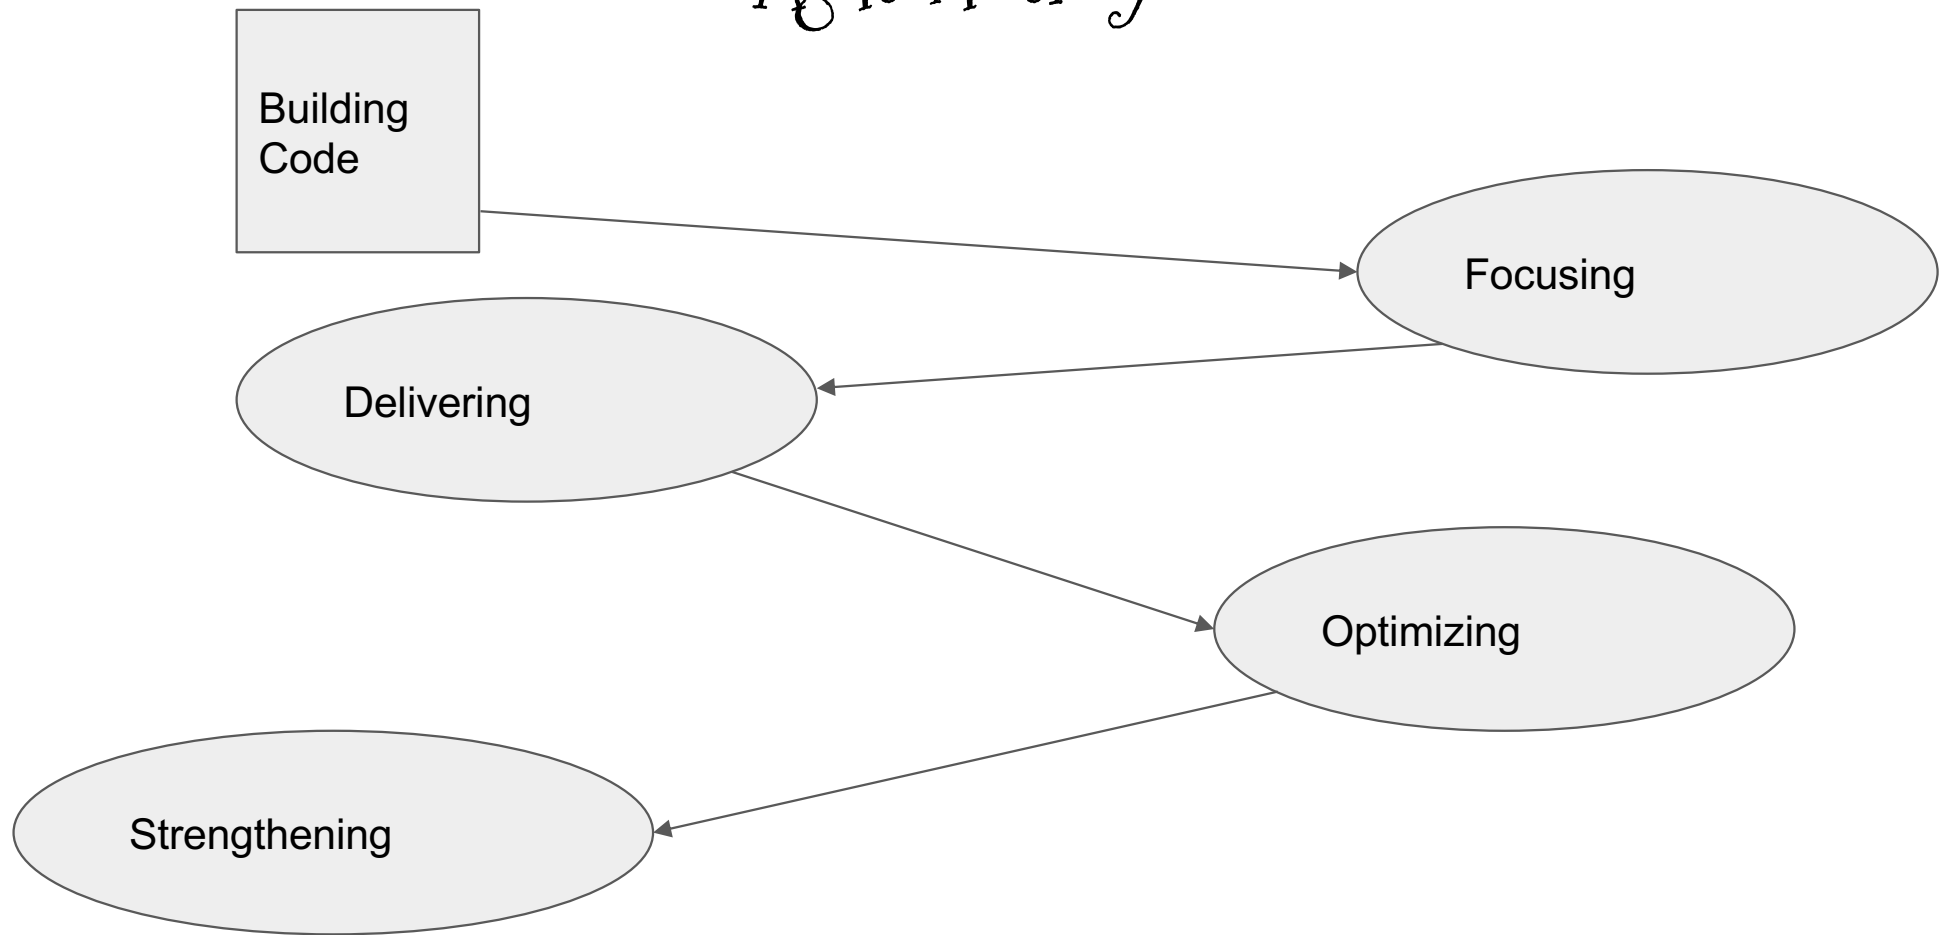 Building
Code
Focusing
Delivering
Optimizing
Strengthening